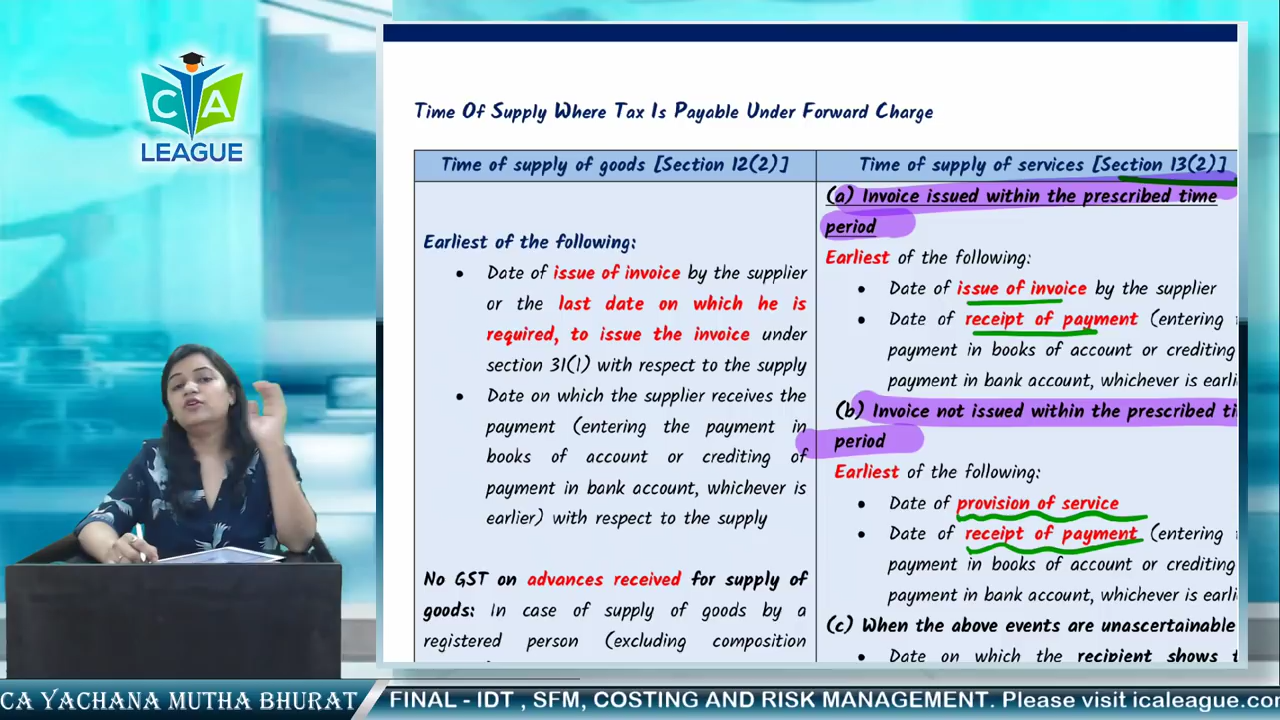 CA
LEAGUE
Time Of Supply Where Tax Is Payable Under Forward Charge
Time of supply of goods [Section 12(2)]
Earliest of the following:
• Date of issue of invoice by the supplier
or the last date on which he is
required, to issue the invoice under
section 31(1) with respect to the supply
• Date on which the supplier receives the
payment (entering the payment in
books of account or crediting of
payment in bank account, whichever is
earlier) with respect to the supply
No GST on advances received for supply of
goods: In case of supply of goods by a
registered person (excluding composition
Time of supply of services [Section 13(2)]
(a) Invoice issued within the prescribed time
period
Earliest of the following:
• Date of issue of invoice by the supplier
• Date of receipt of payment (entering
payment in books of account or crediting
payment in bank account, whichever is earli
(b) Invoice not issued within the prescribed ti
period
Earliest of the following:
• Date of provision of service
• Date of receipt of payment (entering
payment in books of account or crediting
payment in bank account, whichever is earli
(c) When the above events are unascertainable
• Date on which the recipient shows t
CA YACHANA MUTHA BHURAT
FINAL - IDT , SFM, COSTING AND RISK MANAGEMENT. Please visit icaleague.co